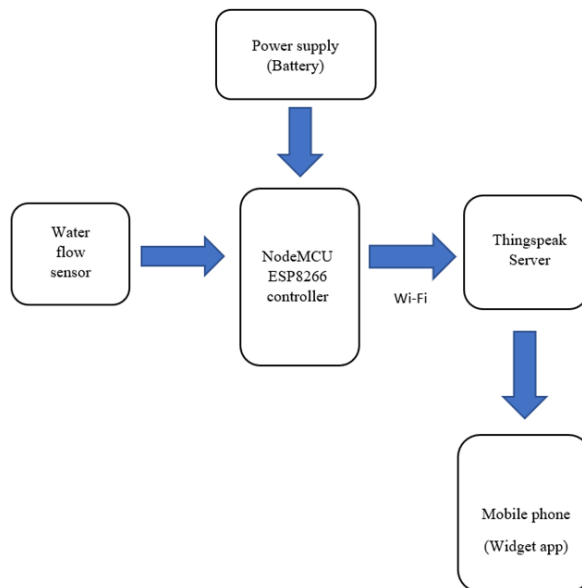 Power supply
(Battery)
Water
flow
sensor
NodeMCU
ESP8266
controller
Wi-Fi
Thingspeak
Server
Mobile phone
(Widget app)